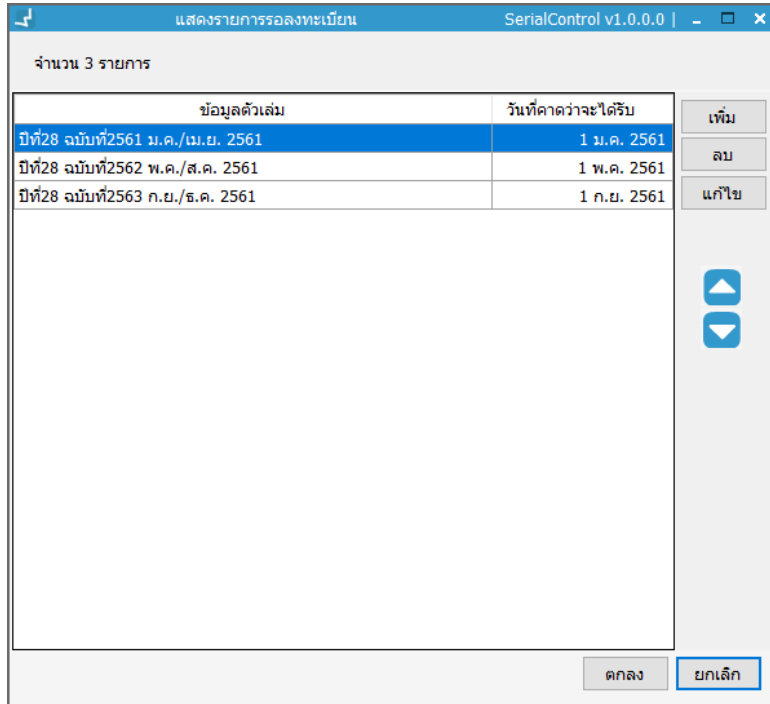 แสดงรายการรอลงทะเบียน SerialControl v1.0.0.0 |
จำนวน 3 รายการ
ข้อมูลตัวเล่ม วันที่คาดว่าจะได้รับ
ปีที่28 ฉบับที่2561 ม.ค./เม.ย. 2561 1 ม.ค. 2561
ปีที่28 ฉบับที่2562 พ.ค./ส.ค. 2561 1 พ.ค. 2561
ปีที่28 ฉบับที่2563 ก.ย./ธ.ค. 2561 1 ก.ย. 2561
เพิ่ม
ลบ
แก้ไข
ตกลง ยกเลิก